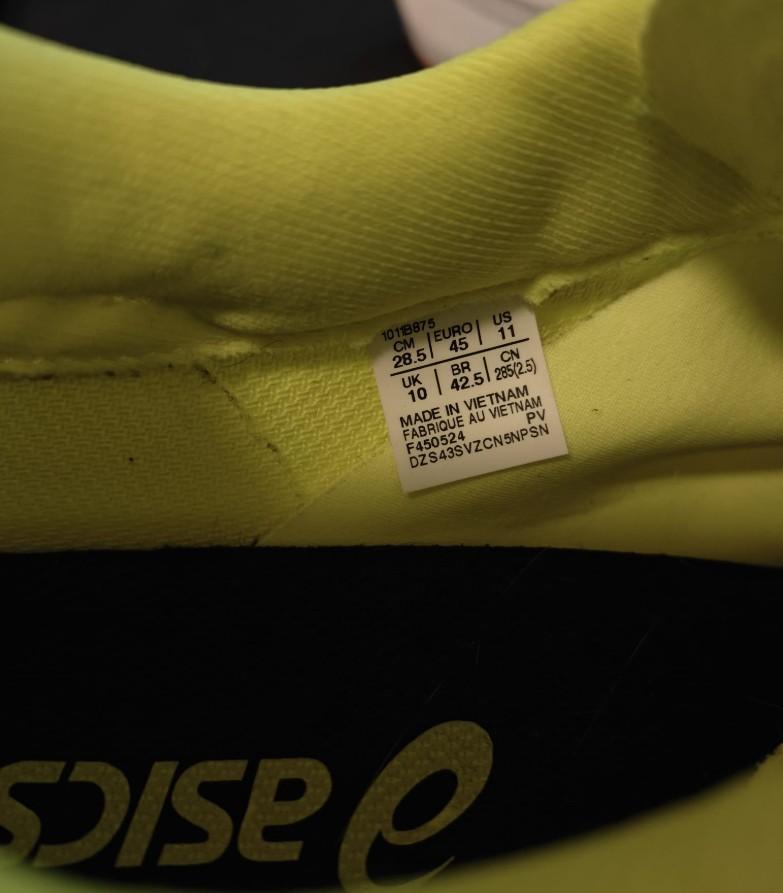 1011B875
CM EURO US
28.5 45 11
UK BR CN
10 42.5 285(2.5)
MADE IN VIETNAM
FABRIQUE AU VIETNAM
F450524 PV
DZS43SVZCN5NPSN
asics